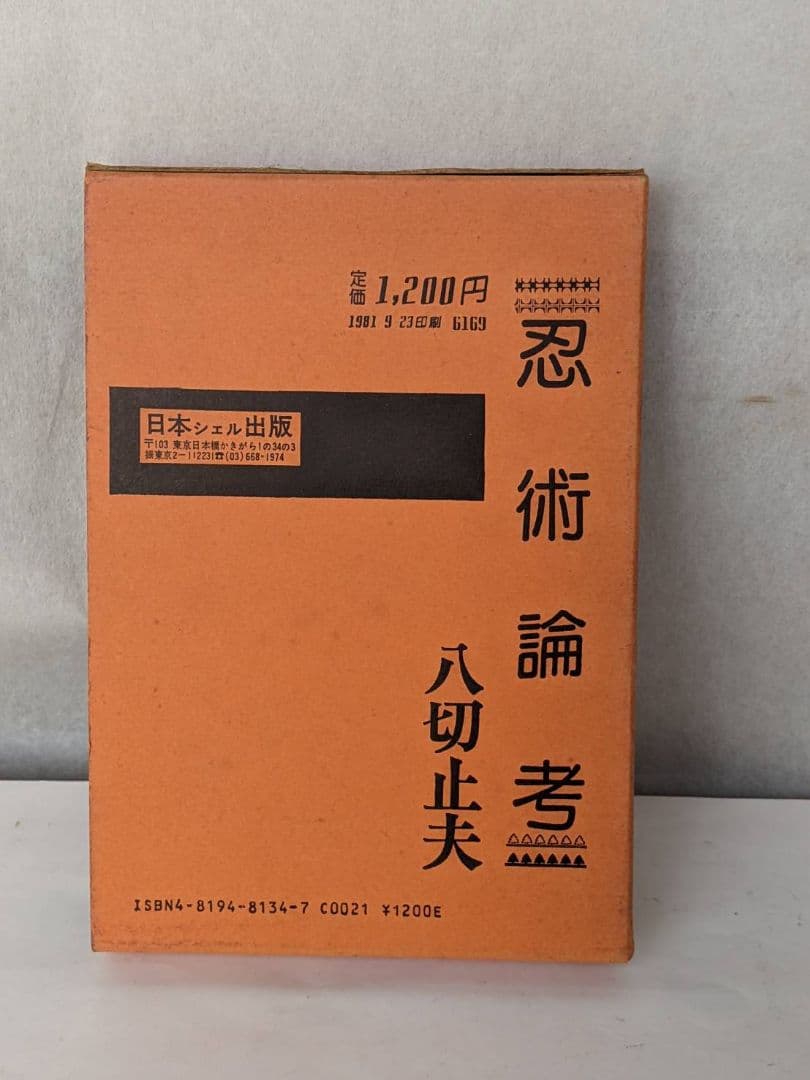 忍術論考
定価 1,200円
1981 9 23印刷 6169
日本シェル出版
〒103 東京日本橋かきがら1の34の3
振東京2-112231☎(03)668-1974
八切止夫
ISBN4-8194-8134-7 C0021 ¥1200E